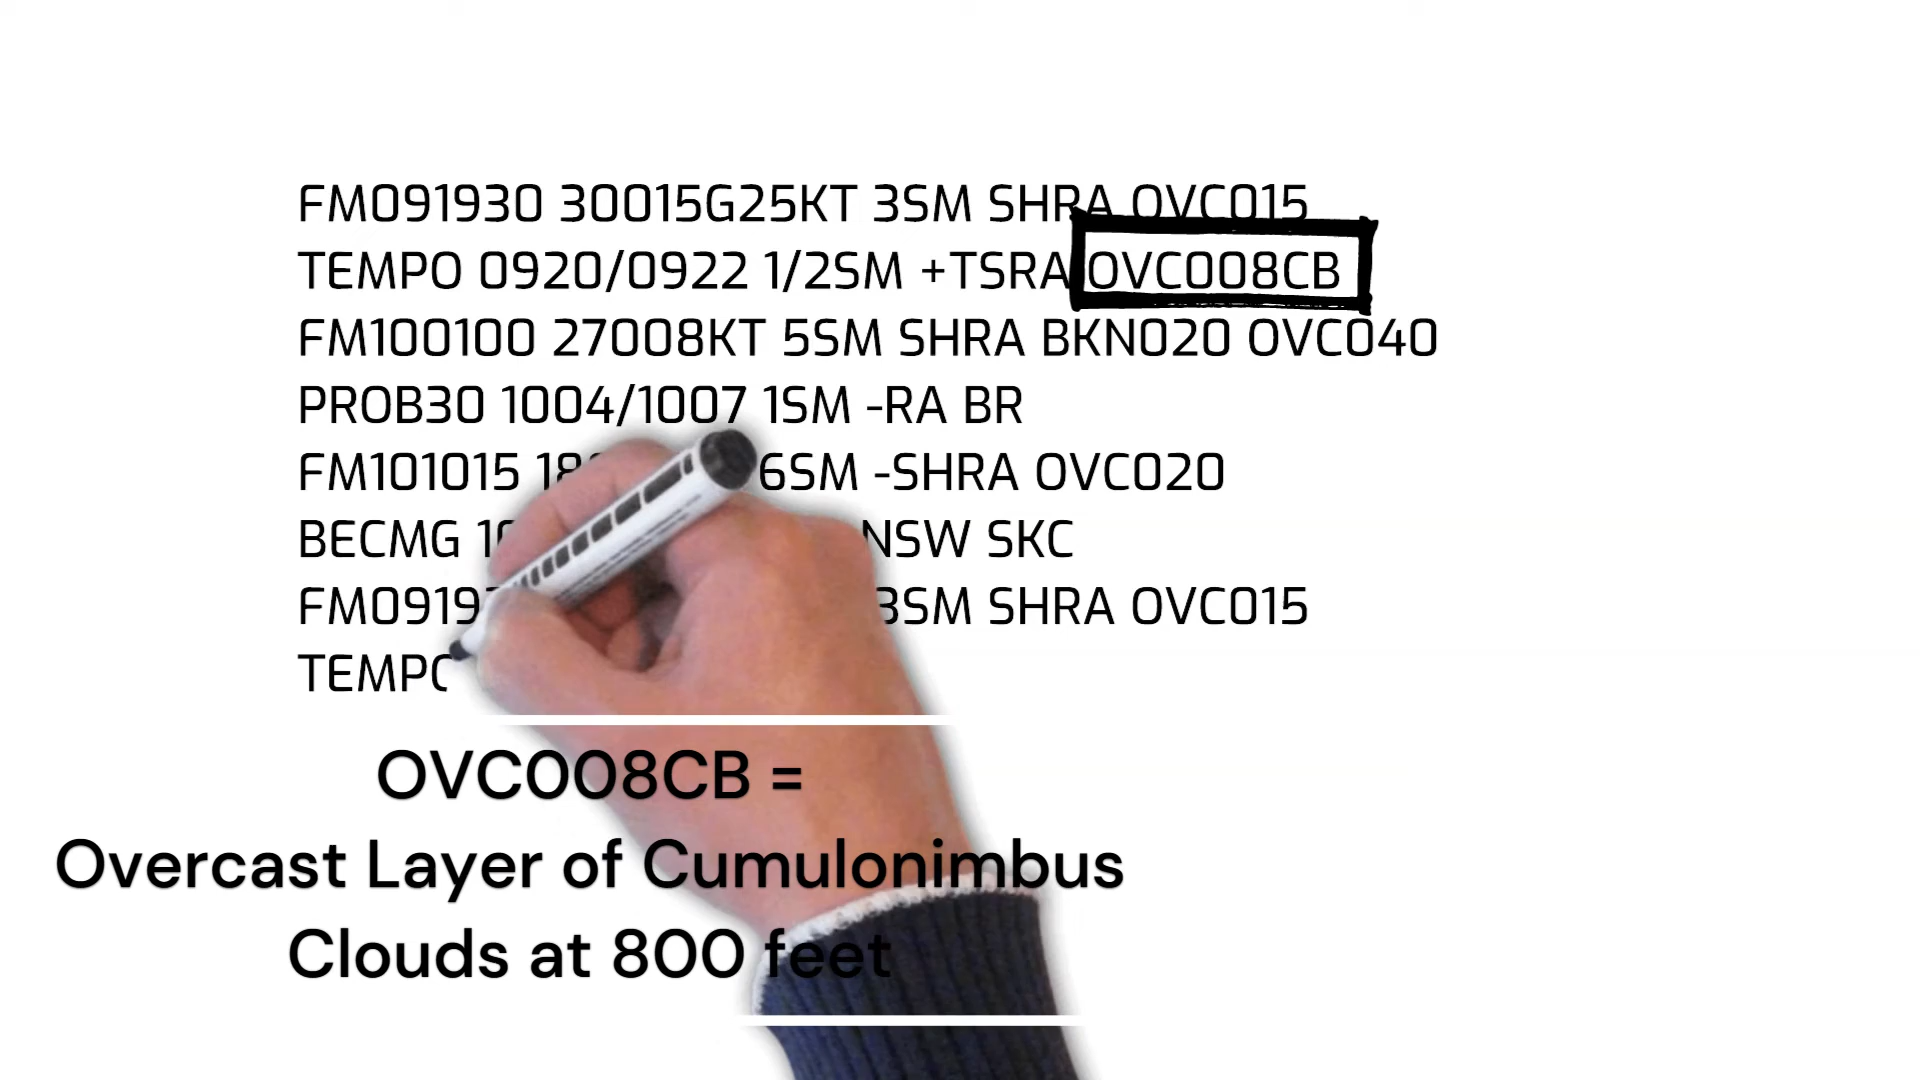 FM091930 30015G25KT 3SM SHRA OVC015
TEMPO 0920/0922 1/2SM +TSRA OVC008CB
FM100100 27008KT 5SM SHRA BKN020 OVC040
PROB30 1004/1007 1SM -RA BR
FM101015 6SM -SHRA OVC020
BECMG NSW SKC
3SM SHRA OVC015
TEMPO
OVC008CB =
Overcast Layer of Cumulonimbus
Clouds at 800 feet